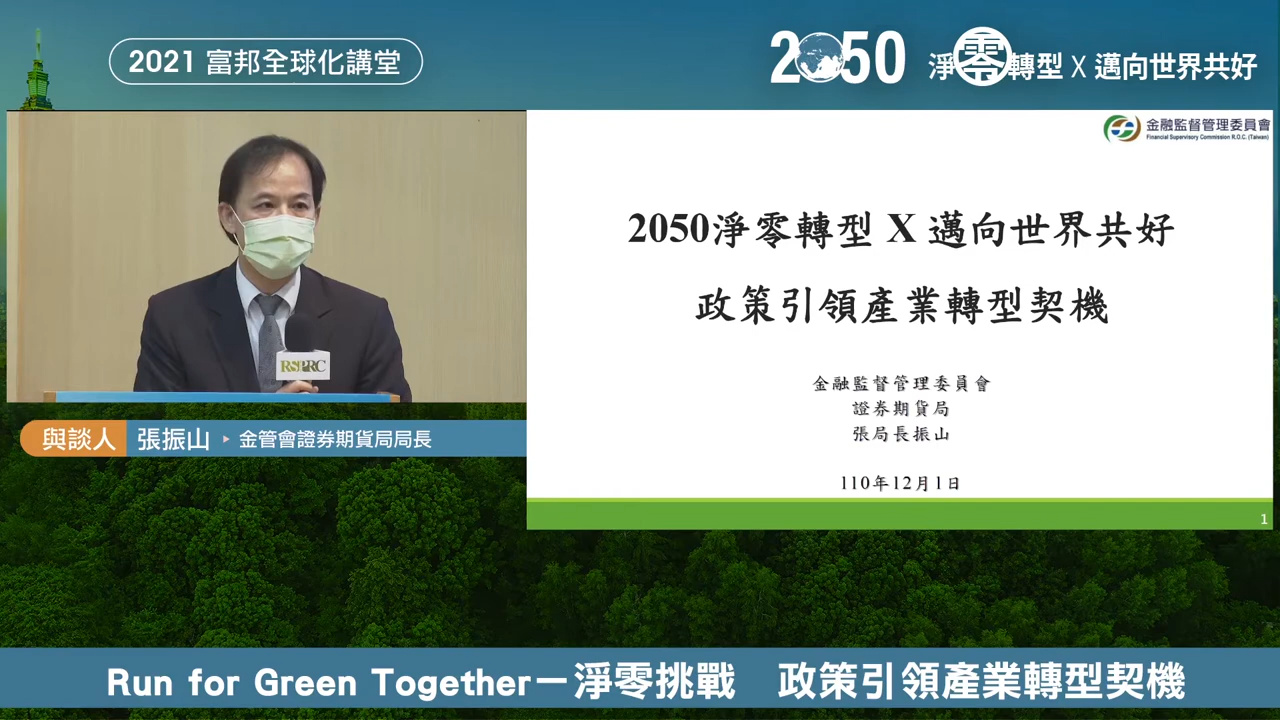 2021 富邦全球化講堂
2050 淨零轉型 X 邁向世界共好
金融監督管理委員會
Financial Supervisory Commission R.O.C. (Taiwan)
2050淨零轉型 X 邁向世界共好
政策引領產業轉型契機
金融監督管理委員會
證券期貨局
張局長振山
110年12月1日
1
RSPRC
與談人 張振山 ▸ 金管會證券期貨局局長
Run for Green Together－淨零挑戰 政策引領產業轉型契機